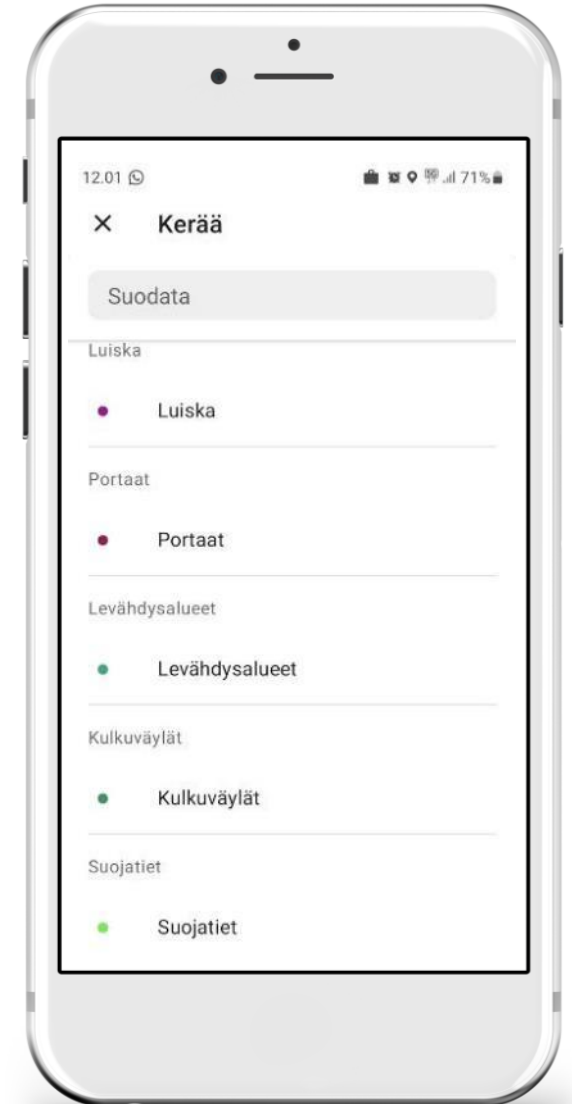 12.01 71%
Kerää
Suodata
Luiska
Luiska
Portaat
Portaat
Levähdysalueet
Levähdysalueet
Kulkuväylät
Kulkuväylät
Suojatiet
Suojatiet